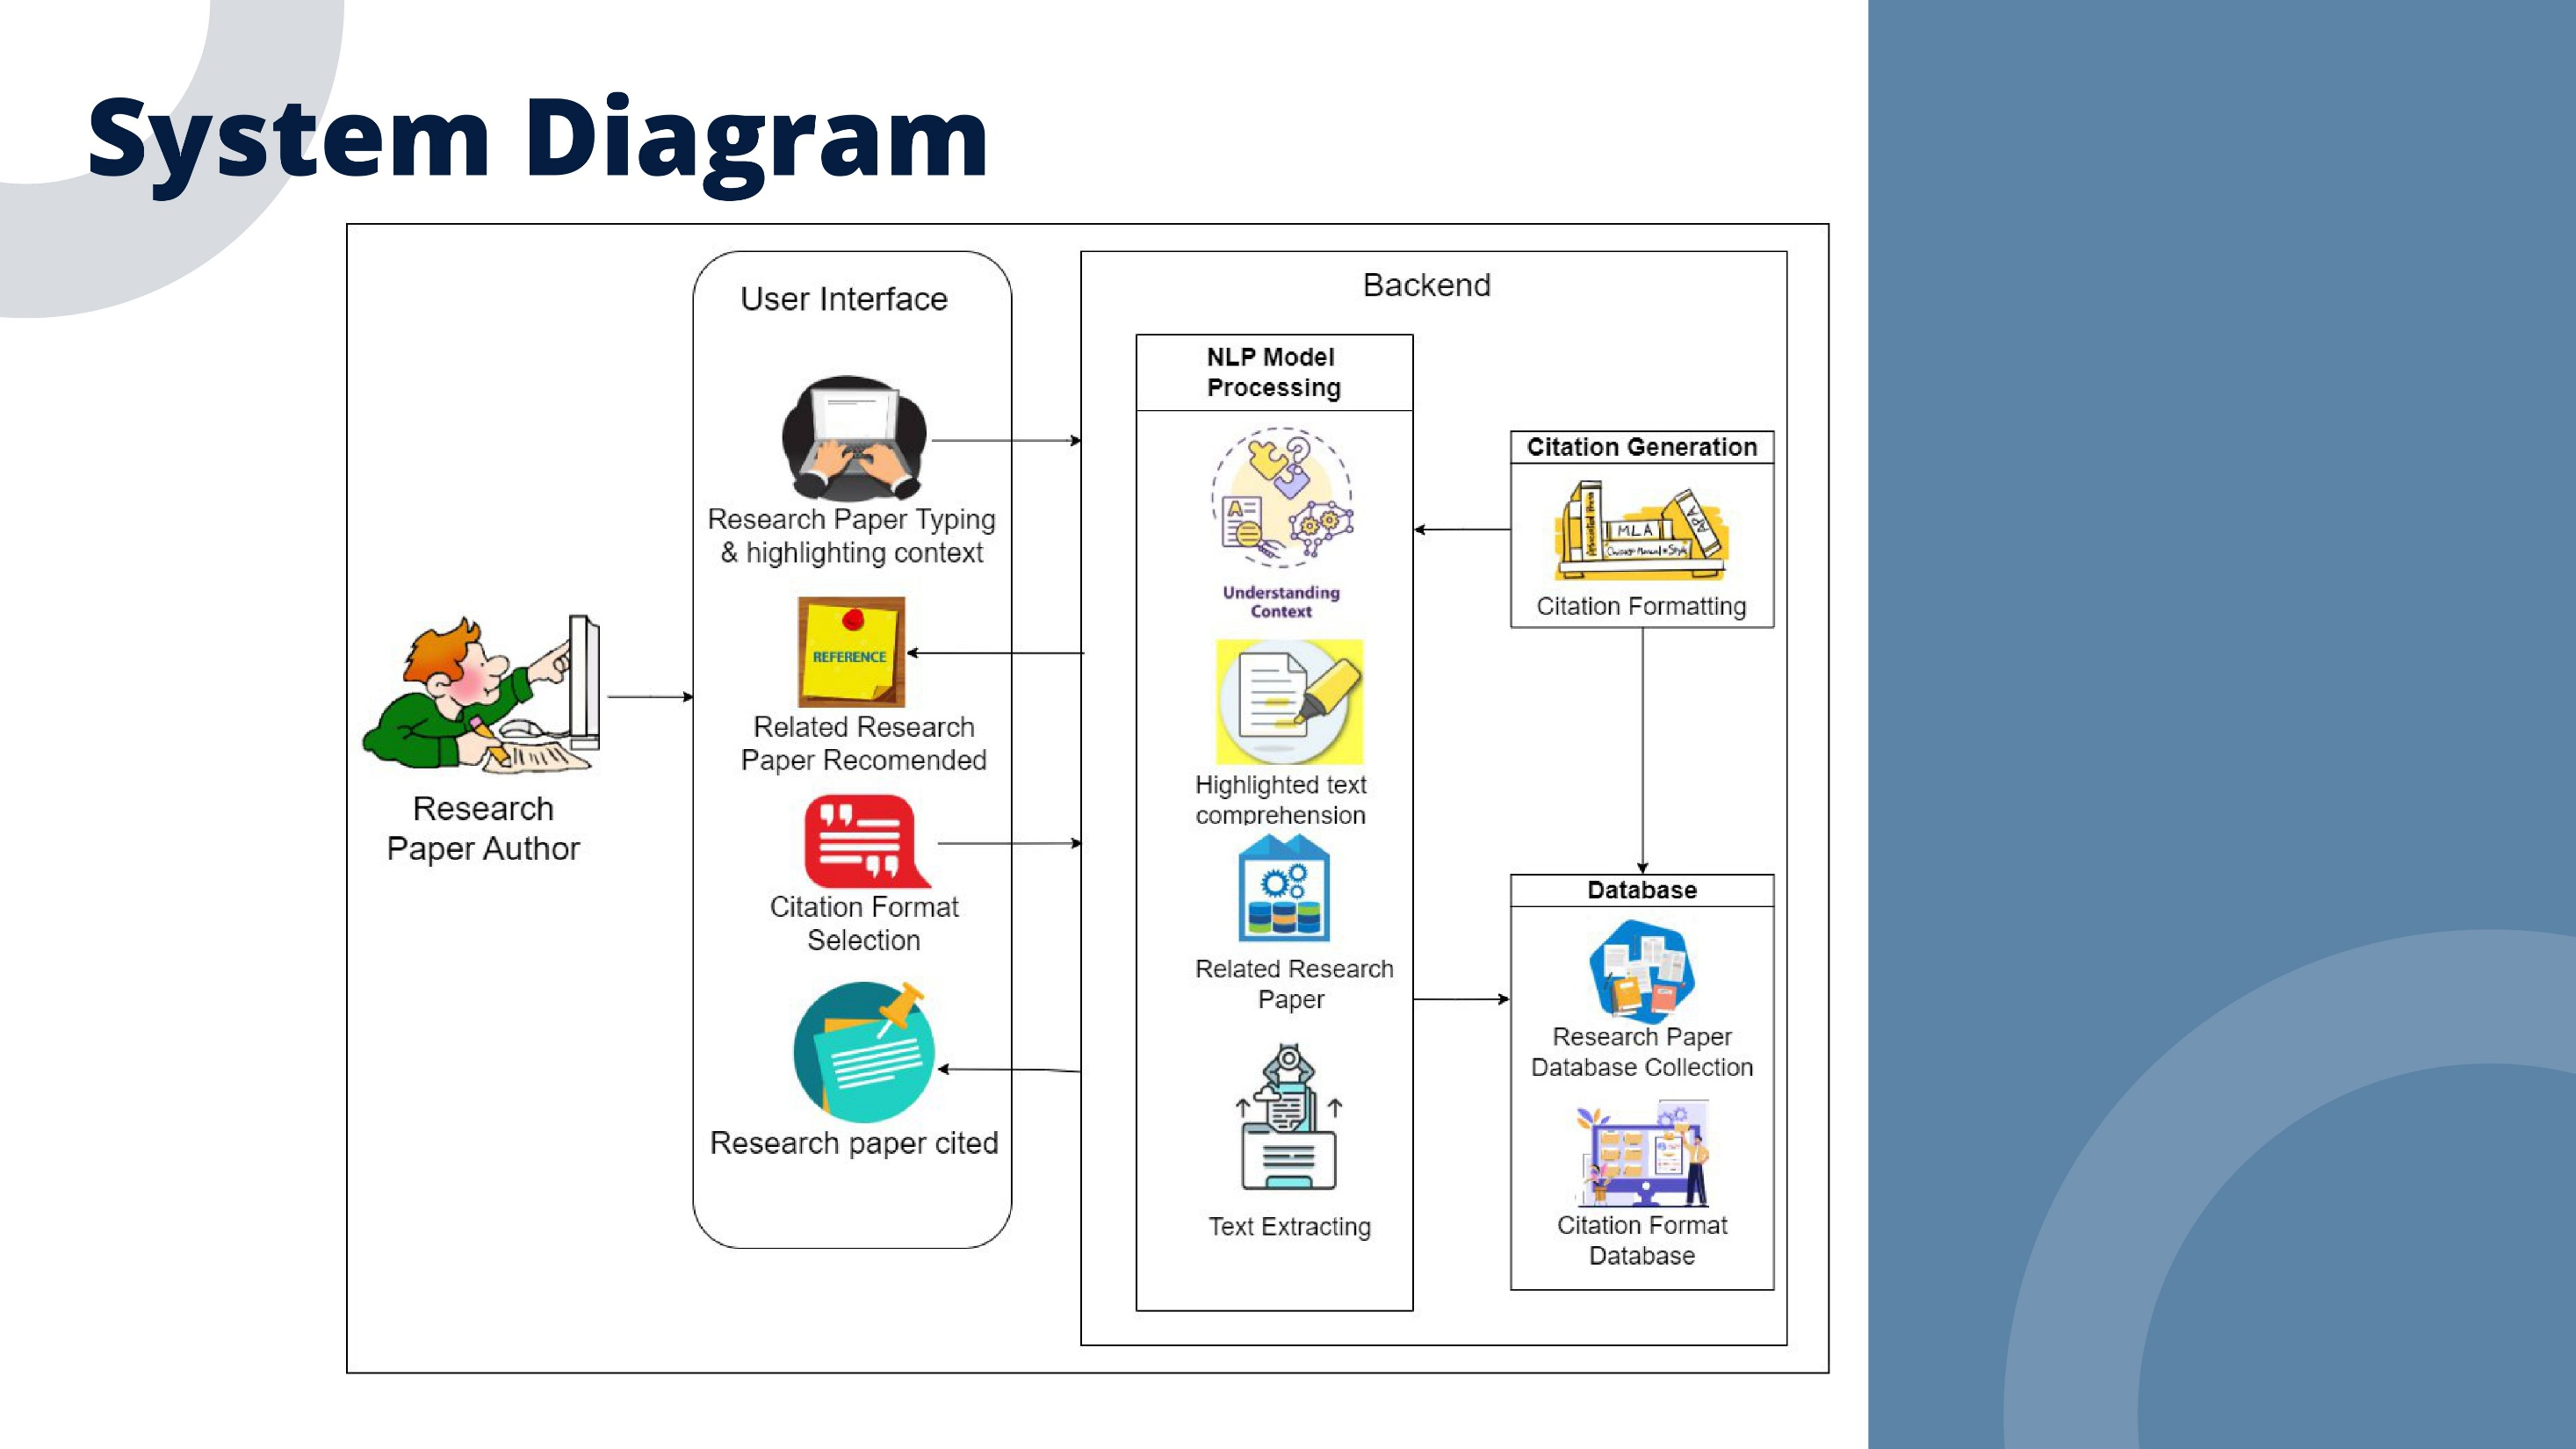 System Diagram
User Interface
Research Paper Typing
& highlighting context
REFERENCE
Related Research
Paper Recomended
Citation Format
Selection
Research paper cited
Research
Paper Author
Backend
NLP Model
Processing
A
Understanding
Context
Highlighted text
comprehension
Related Research
Paper
Text Extracting
Citation Generation
MLA
APA
Citation Formatting
Database
Research Paper
Database Collection
Citation Format
Database